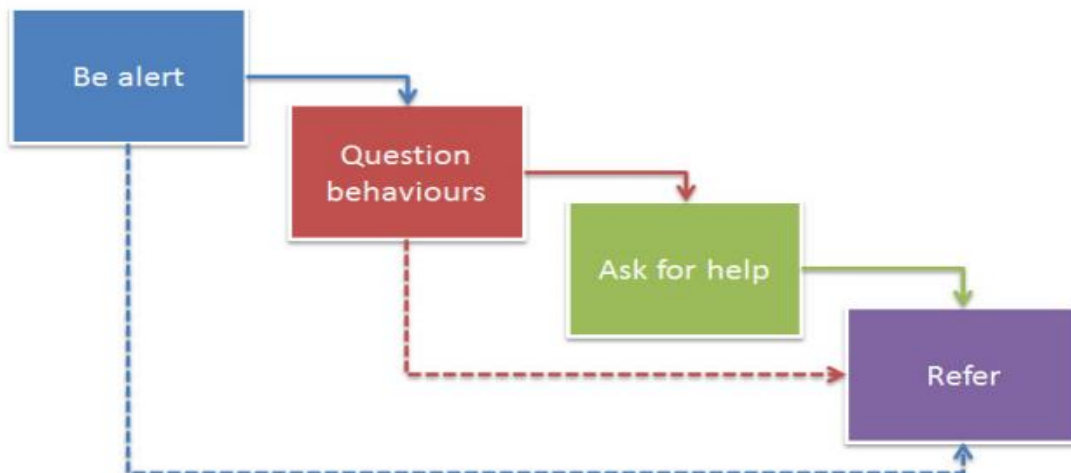 Be alert
Question
behaviours
Ask for help
Refer